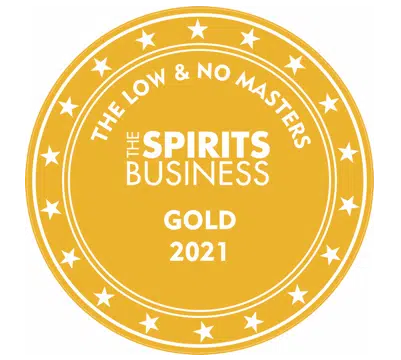 THE LOW & NO MASTERS
THE SPIRITS
BUSINESS
GOLD
2021